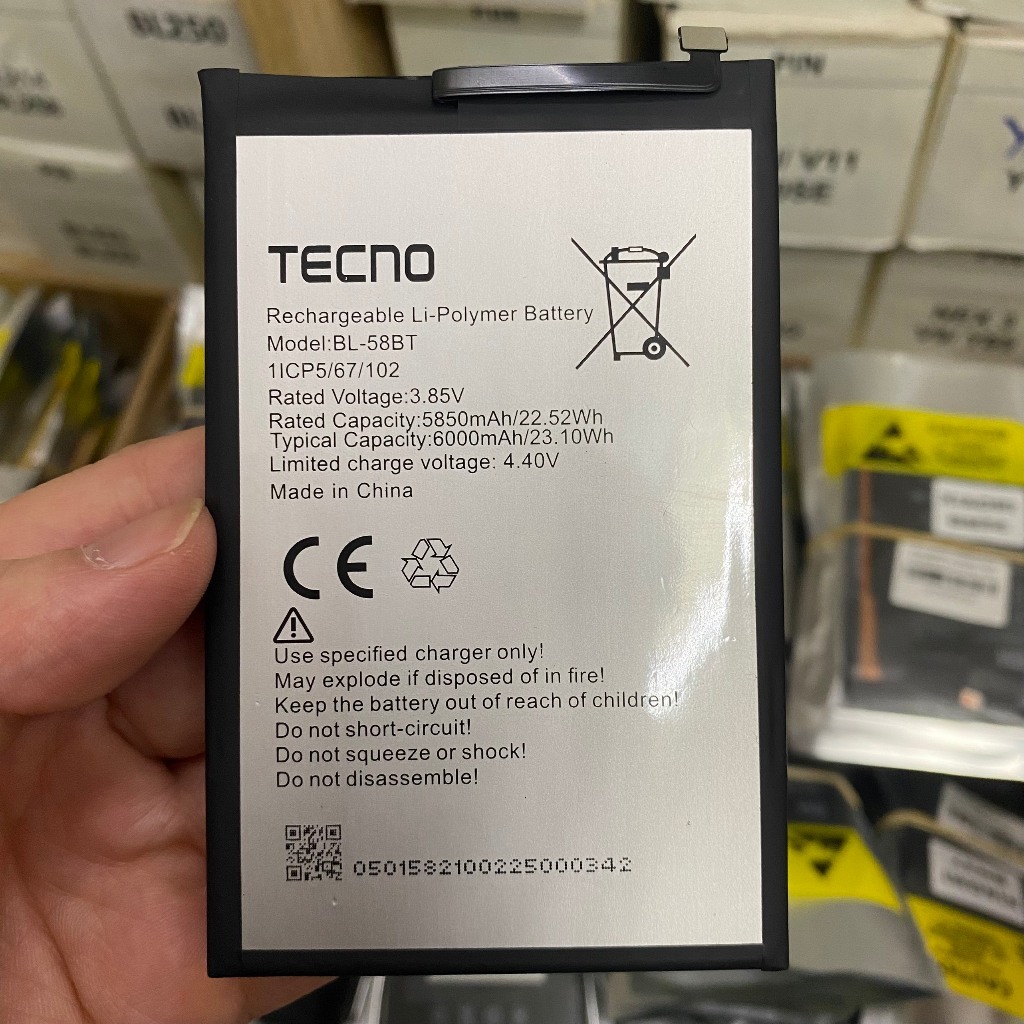 BL250
PIN
TECNO
Rechargeable Li-Polymer Battery
Model:BL-58BT
1ICP5/67/102
Rated Voltage:3.85V
Rated Capacity:5850mAh/22.52Wh
Typical Capacity:6000mAh/23.10Wh
Limited charge voltage: 4.40V
Made in China
CE
Use specified charger only!
May explode if disposed of in fire!
Keep the battery out of reach of children!
Do not short-circuit!
Do not squeeze or shock!
Do not disassemble!
0501582100225000342